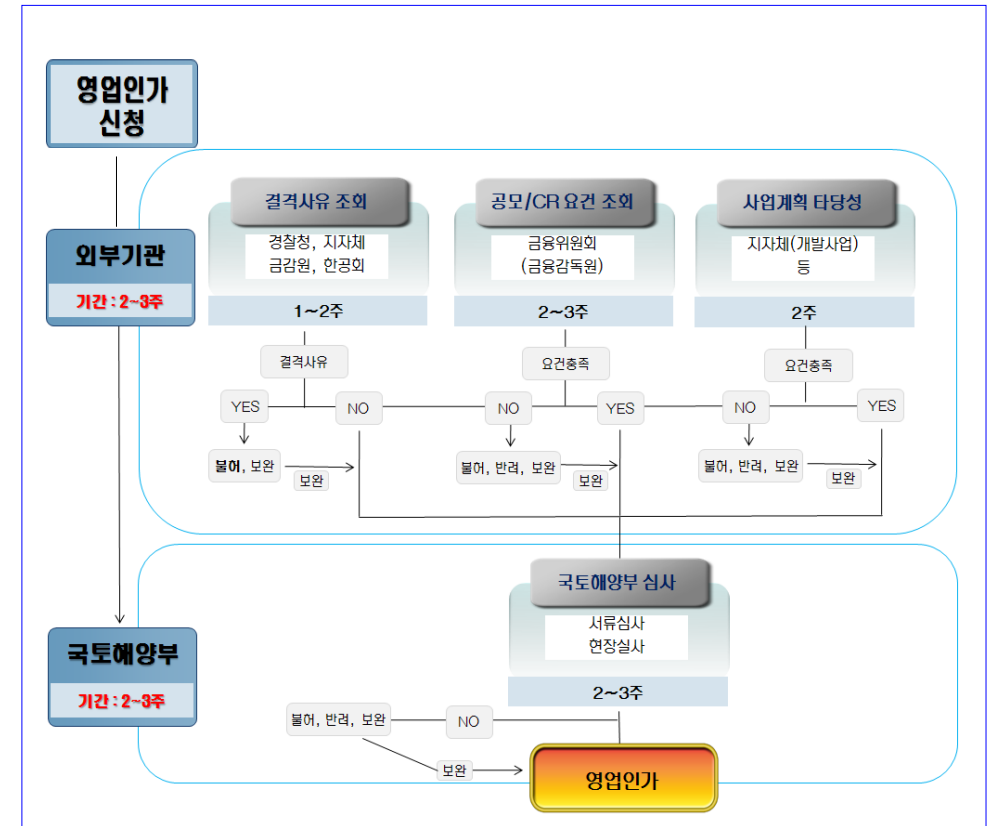 영업인가
신청
결격사유 조회
공모/CR 요건 조회
사업계획 타당성
외부기관
기간 : 2~3주
경찰청, 지자체
금감원, 한공회
금융위원회
(금융감독원)
지자체(개발사업)
등
1~2주
2~3주
2주
결격사유
요건충족
요건충족
YES
NO
NO
YES
NO
YES
불허, 보완
보완
불허, 반려, 보완
보완
불허, 반려, 보완
보완
국토해양부 심사
서류심사
현장실사
2~3주
국토해양부
기간 : 2~3주
불허, 반려, 보완
NO
보완
영업인가